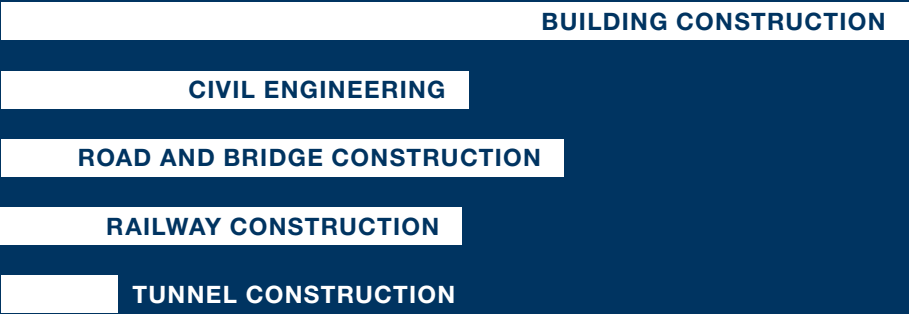 BUILDING CONSTRUCTION
CIVIL ENGINEERING
ROAD AND BRIDGE CONSTRUCTION
RAILWAY CONSTRUCTION
TUNNEL CONSTRUCTION